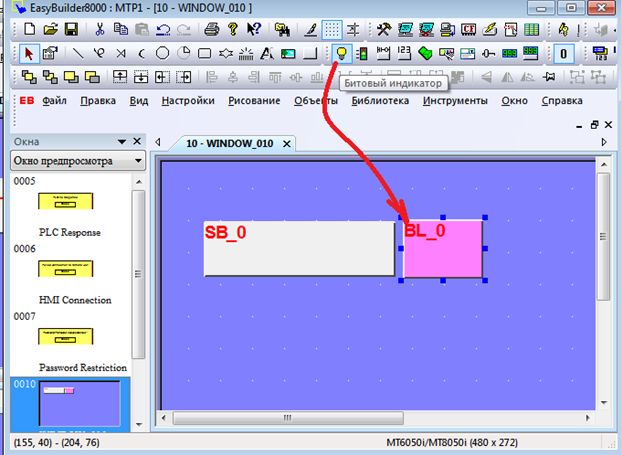 EasyBuilder8000 : MTP1 - [10 - WINDOW_010]
Битовый индикатор
0
EB Файл Правка Вид Настройки Рисование Объекты Библиотека Инструменты Окно Справка
Окна
10 - WINDOW_010
Окно предпросмотра
0005
PLC Response
0006
HMI Connection
0007
Password Restriction
0010
SB_0
BL_0
(155, 40) - (204, 76)
MT6050i/MT8050i (480 x 272)